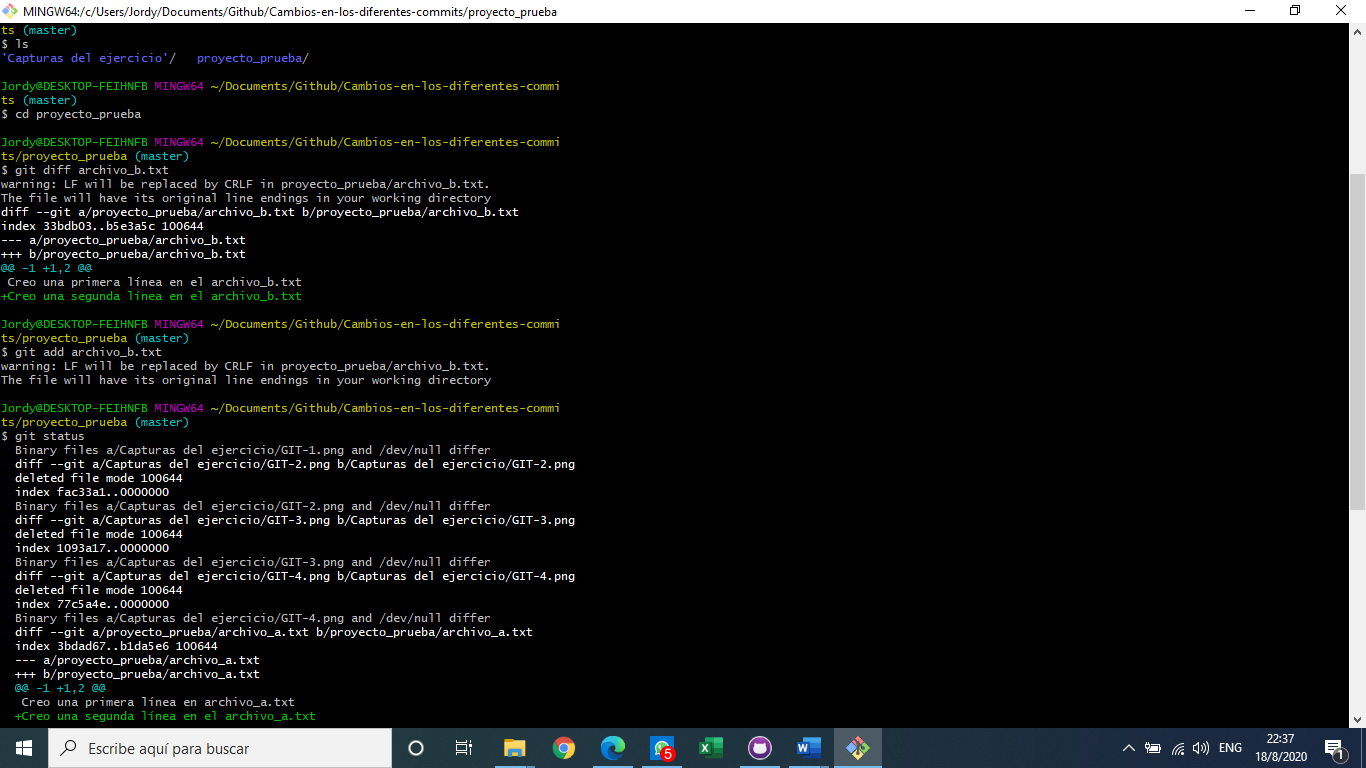 MINGW64:/c/Users/Jordy/Documents/Github/Cambios-en-los-diferentes-commits/proyecto_prueba
ts (master)
$ ls
'Capturas del ejercicio'/   proyecto_prueba/
Jordy@DESKTOP-FEIHNFB MINGW64 ~/Documents/Github/Cambios-en-los-diferentes-commi
ts (master)
$ cd proyecto_prueba
Jordy@DESKTOP-FEIHNFB MINGW64 ~/Documents/Github/Cambios-en-los-diferentes-commi
ts/proyecto_prueba (master)
$ git diff archivo_b.txt
warning: LF will be replaced by CRLF in proyecto_prueba/archivo_b.txt.
The file will have its original line endings in your working directory
diff --git a/proyecto_prueba/archivo_b.txt b/proyecto_prueba/archivo_b.txt
index 33bdb03..b5e3a5c 100644
--- a/proyecto_prueba/archivo_b.txt
+++ b/proyecto_prueba/archivo_b.txt
@@ -1 +1,2 @@
 Creo una primera línea en el archivo_b.txt
+Creo una segunda línea en el archivo_b.txt
Jordy@DESKTOP-FEIHNFB MINGW64 ~/Documents/Github/Cambios-en-los-diferentes-commi
ts/proyecto_prueba (master)
$ git add archivo_b.txt
warning: LF will be replaced by CRLF in proyecto_prueba/archivo_b.txt.
The file will have its original line endings in your working directory
Jordy@DESKTOP-FEIHNFB MINGW64 ~/Documents/Github/Cambios-en-los-diferentes-commi
ts/proyecto_prueba (master)
$ git status
  Binary files a/Capturas del ejercicio/GIT-1.png and /dev/null differ
  diff --git a/Capturas del ejercicio/GIT-2.png b/Capturas del ejercicio/GIT-2.png
  deleted file mode 100644
  index fac33a1..0000000
  Binary files a/Capturas del ejercicio/GIT-2.png and /dev/null differ
  diff --git a/Capturas del ejercicio/GIT-3.png b/Capturas del ejercicio/GIT-3.png
  deleted file mode 100644
  index 1093a17..0000000
  Binary files a/Capturas del ejercicio/GIT-3.png and /dev/null differ
  diff --git a/Capturas del ejercicio/GIT-4.png b/Capturas del ejercicio/GIT-4.png
  deleted file mode 100644
  index 77c5a4e..0000000
  Binary files a/Capturas del ejercicio/GIT-4.png and /dev/null differ
  diff --git a/proyecto_prueba/archivo_a.txt b/proyecto_prueba/archivo_a.txt
  index 3bdad67..b1da5e6 100644
  --- a/proyecto_prueba/archivo_a.txt
  +++ b/proyecto_prueba/archivo_a.txt
  @@ -1 +1,2 @@
   Creo una primera línea en archivo_a.txt
  +Creo una segunda línea en el archivo_a.txt
Escribe aquí para buscar
5
ENG
22:37
18/8/2020
1